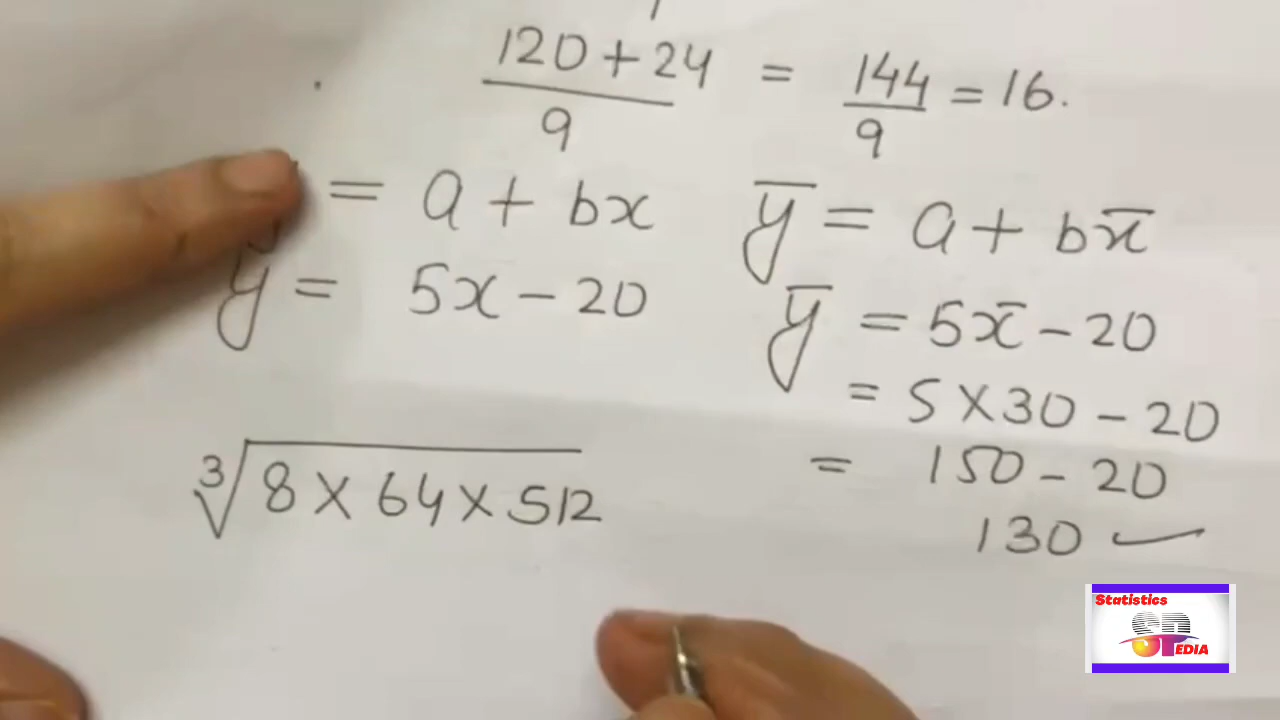 120 + 24 / 9 = 144 / 9 = 16.
= a + bx
y = 5x - 20
∛8 × 64 × 512
y̅ = a + bx̅
y̅ = 5x̅ - 20
= 5 × 30 - 20
= 150 - 20
130
Statistics
PEDIA